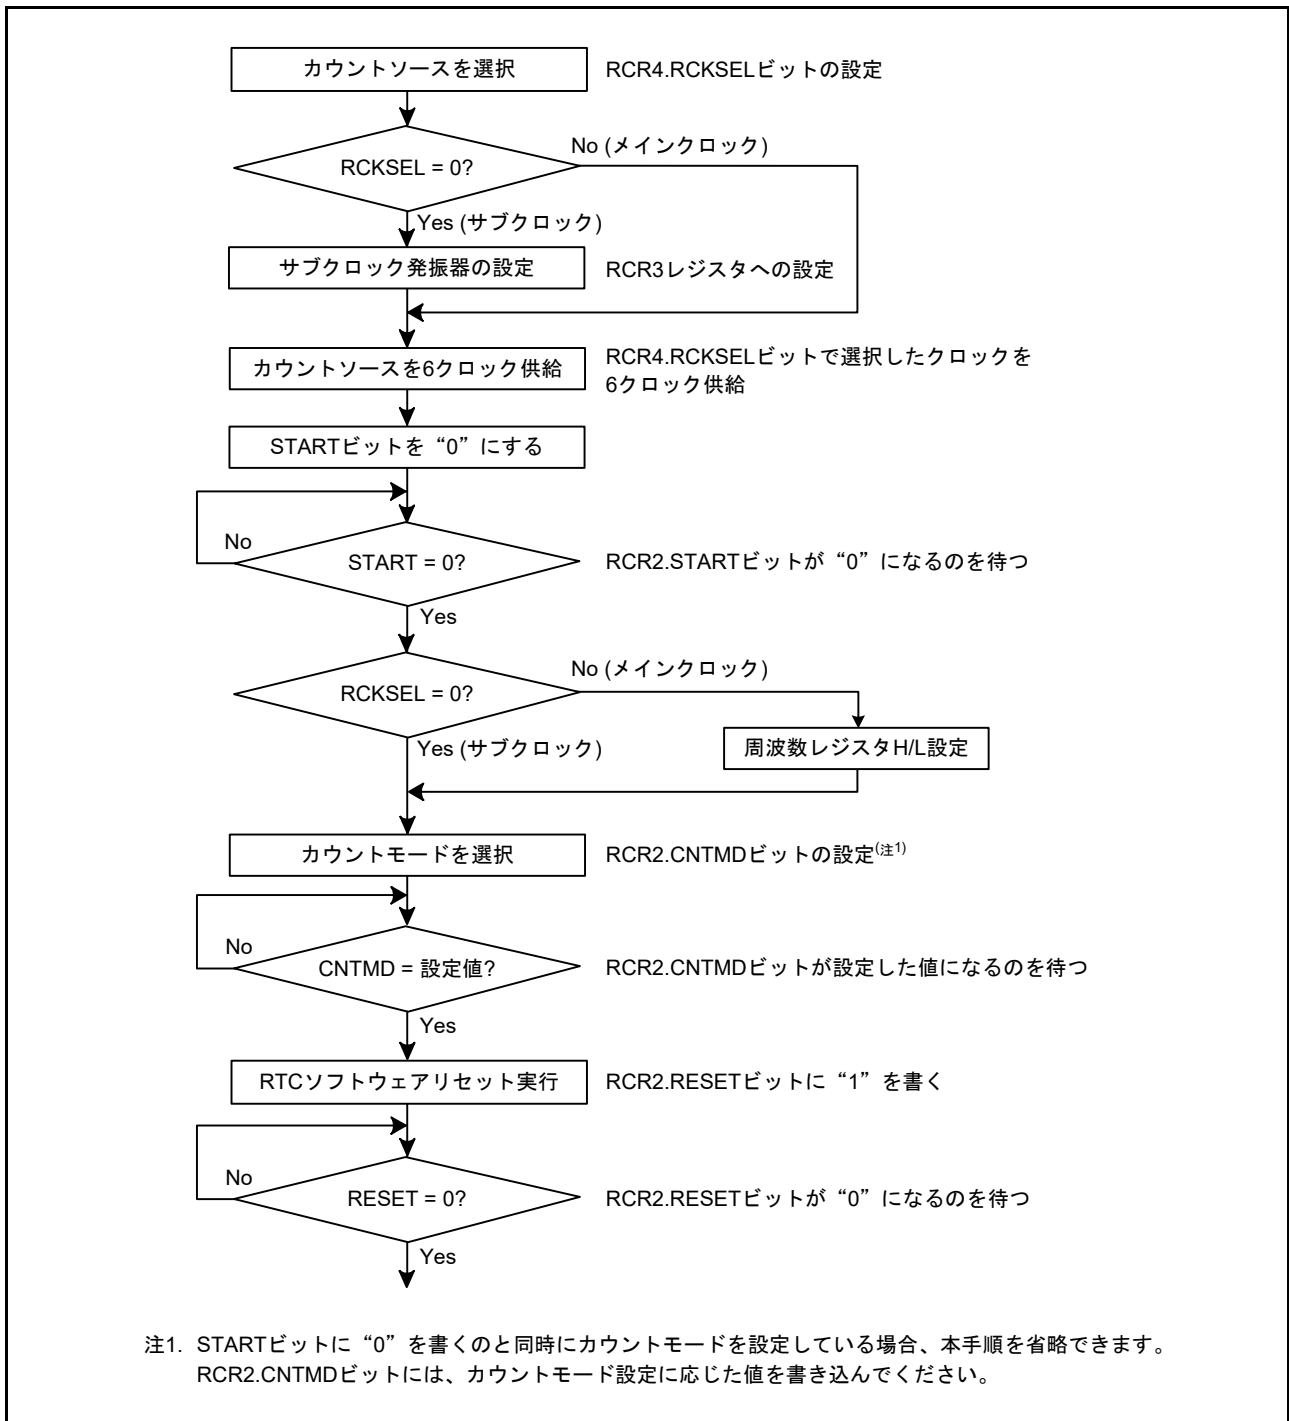 カウントソースを選択
RCR4.RCKSELビットの設定
No (メインクロック)
RCKSEL = 0?
Yes (サブクロック)
サブクロック発振器の設定
RCR3レジスタへの設定
カウントソースを6クロック供給
RCR4.RCKSELビットで選択したクロックを
6クロック供給
STARTビットを“0”にする
No
START = 0?
RCR2.STARTビットが“0”になるのを待つ
Yes
No (メインクロック)
RCKSEL = 0?
Yes (サブクロック)
周波数レジスタH/L設定
カウントモードを選択
RCR2.CNTMDビットの設定(注1)
No
CNTMD = 設定値?
RCR2.CNTMDビットが設定した値になるのを待つ
Yes
RTCソフトウェアリセット実行
RCR2.RESETビットに“1”を書く
No
RESET = 0?
RCR2.RESETビットが“0”になるのを待つ
Yes
注1. STARTビットに“0”を書くのと同時にカウントモードを設定している場合、本手順を省略できます。
RCR2.CNTMDビットには、カウントモード設定に応じた値を書き込んでください。